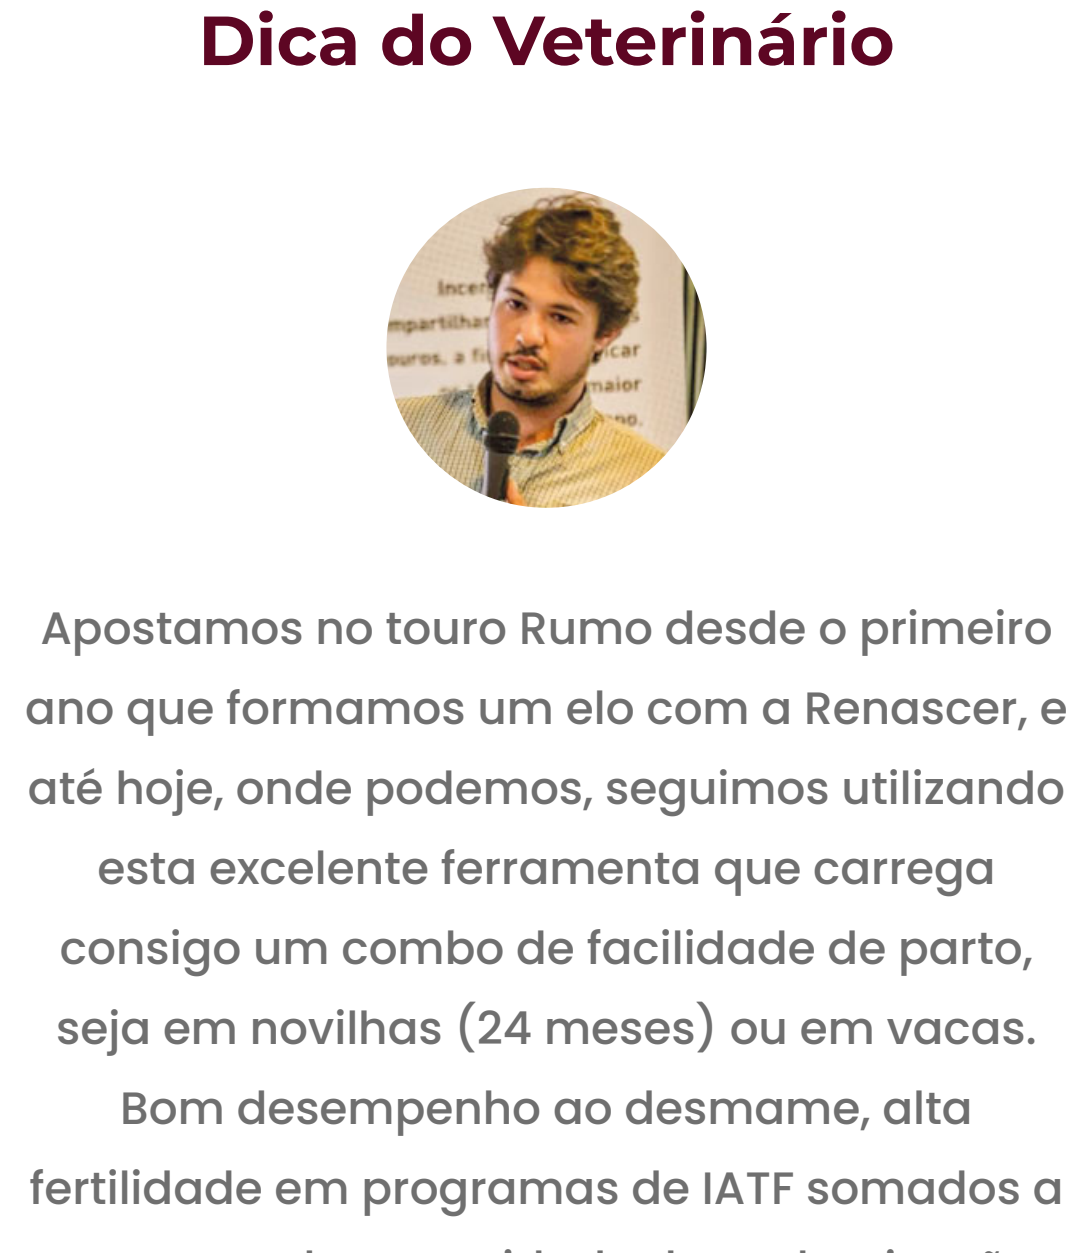 Dica do Veterinário
maior
Apostamos no touro Rumo desde o primeiro
ano que formamos um elo com a Renascer, e
até hoje, onde podemos, seguimos utilizando
esta excelente ferramenta que carrega
consigo um combo de facilidade de parto,
seja em novilhas (24 meses) ou em vacas.
Bom desempenho ao desmame, alta
fertilidade em programas de IATF somados a